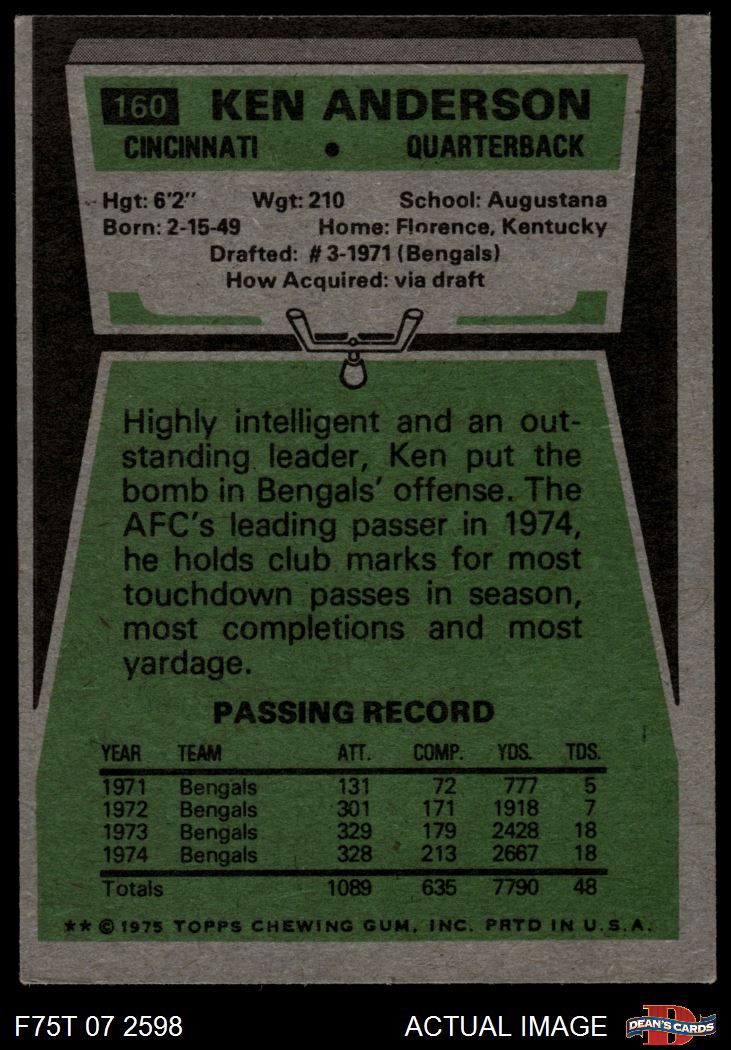 160 KEN ANDERSON
CINCINNATI • QUARTERBACK
Hgt: 6'2" Wgt: 210 School: Augustana
Born: 2-15-49 Home: Florence, Kentucky
Drafted: #3-1971 (Bengals)
How Acquired: via draft
Highly intelligent and an out-
standing leader, Ken put the
bomb in Bengals' offense. The
AFC's leading passer in 1974,
he holds club marks for most
touchdown passes in season,
most completions and most
yardage.
PASSING RECORD
YEAR TEAM ATT. COMP. YDS. TDS.
1971 Bengals 131 72 777 5
1972 Bengals 301 171 1918 7
1973 Bengals 329 179 2428 18
1974 Bengals 328 213 2667 18
Totals 1089 635 7790 48
** © 1975 TOPPS CHEWING GUM, INC. PRTD IN U.S.A.
F75T 07 2598 ACTUAL IMAGE D DEAN'S CARDS